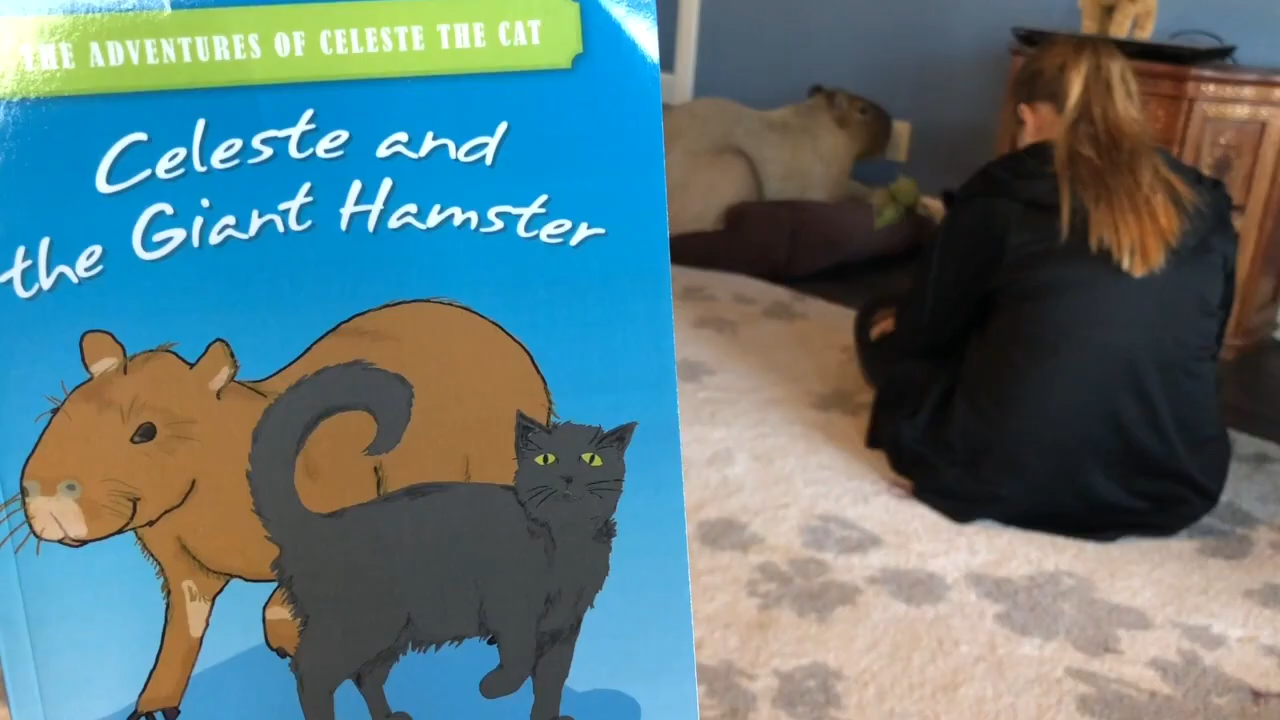 THE ADVENTURES OF CELESTE THE CAT
Celeste and
the Giant Hamster